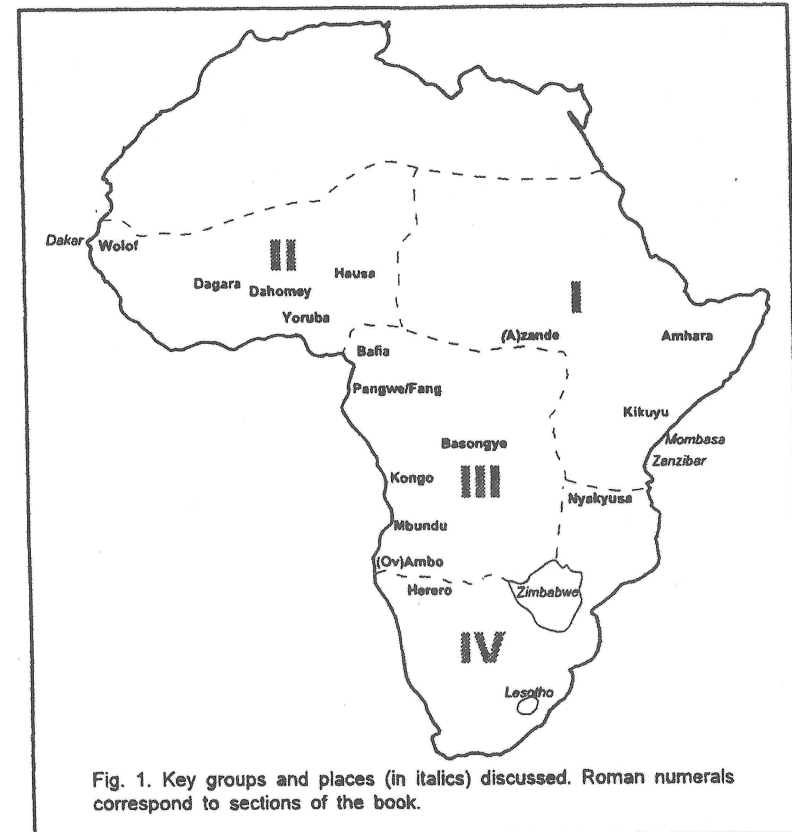 Dakar Wolof
II
Dagara Dahomey Hausa
Yoruba
I
(A)zande Amhara
Bafia
Pangwe/Fang
Kikuyu
Basongye Mombasa
Zanzibar
Kongo III
Nyakyusa
Mbundu
(Ov)Ambo
Herero Zimbabwe
IV
Lesotho
Fig. 1. Key groups and places (in italics) discussed. Roman numerals
correspond to sections of the book.